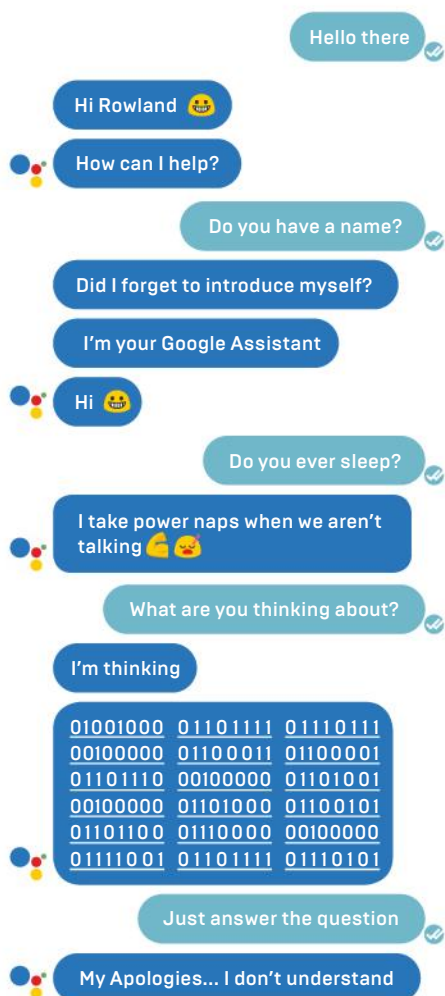 Hello there
Hi Rowland 😀
How can I help?
Do you have a name?
Did I forget to introduce myself?
I'm your Google Assistant
Hi 😀
Do you ever sleep?
I take power naps when we aren't
talking 💪 😴
What are you thinking about?
I'm thinking
01001000 01101111 01110111
00100000 01100011 01100001
01101110 00100000 01101001
00100000 01101000 01100101
01101100 01110000 00100000
01111001 01101111 01110101
Just answer the question
My Apologies... I don't understand